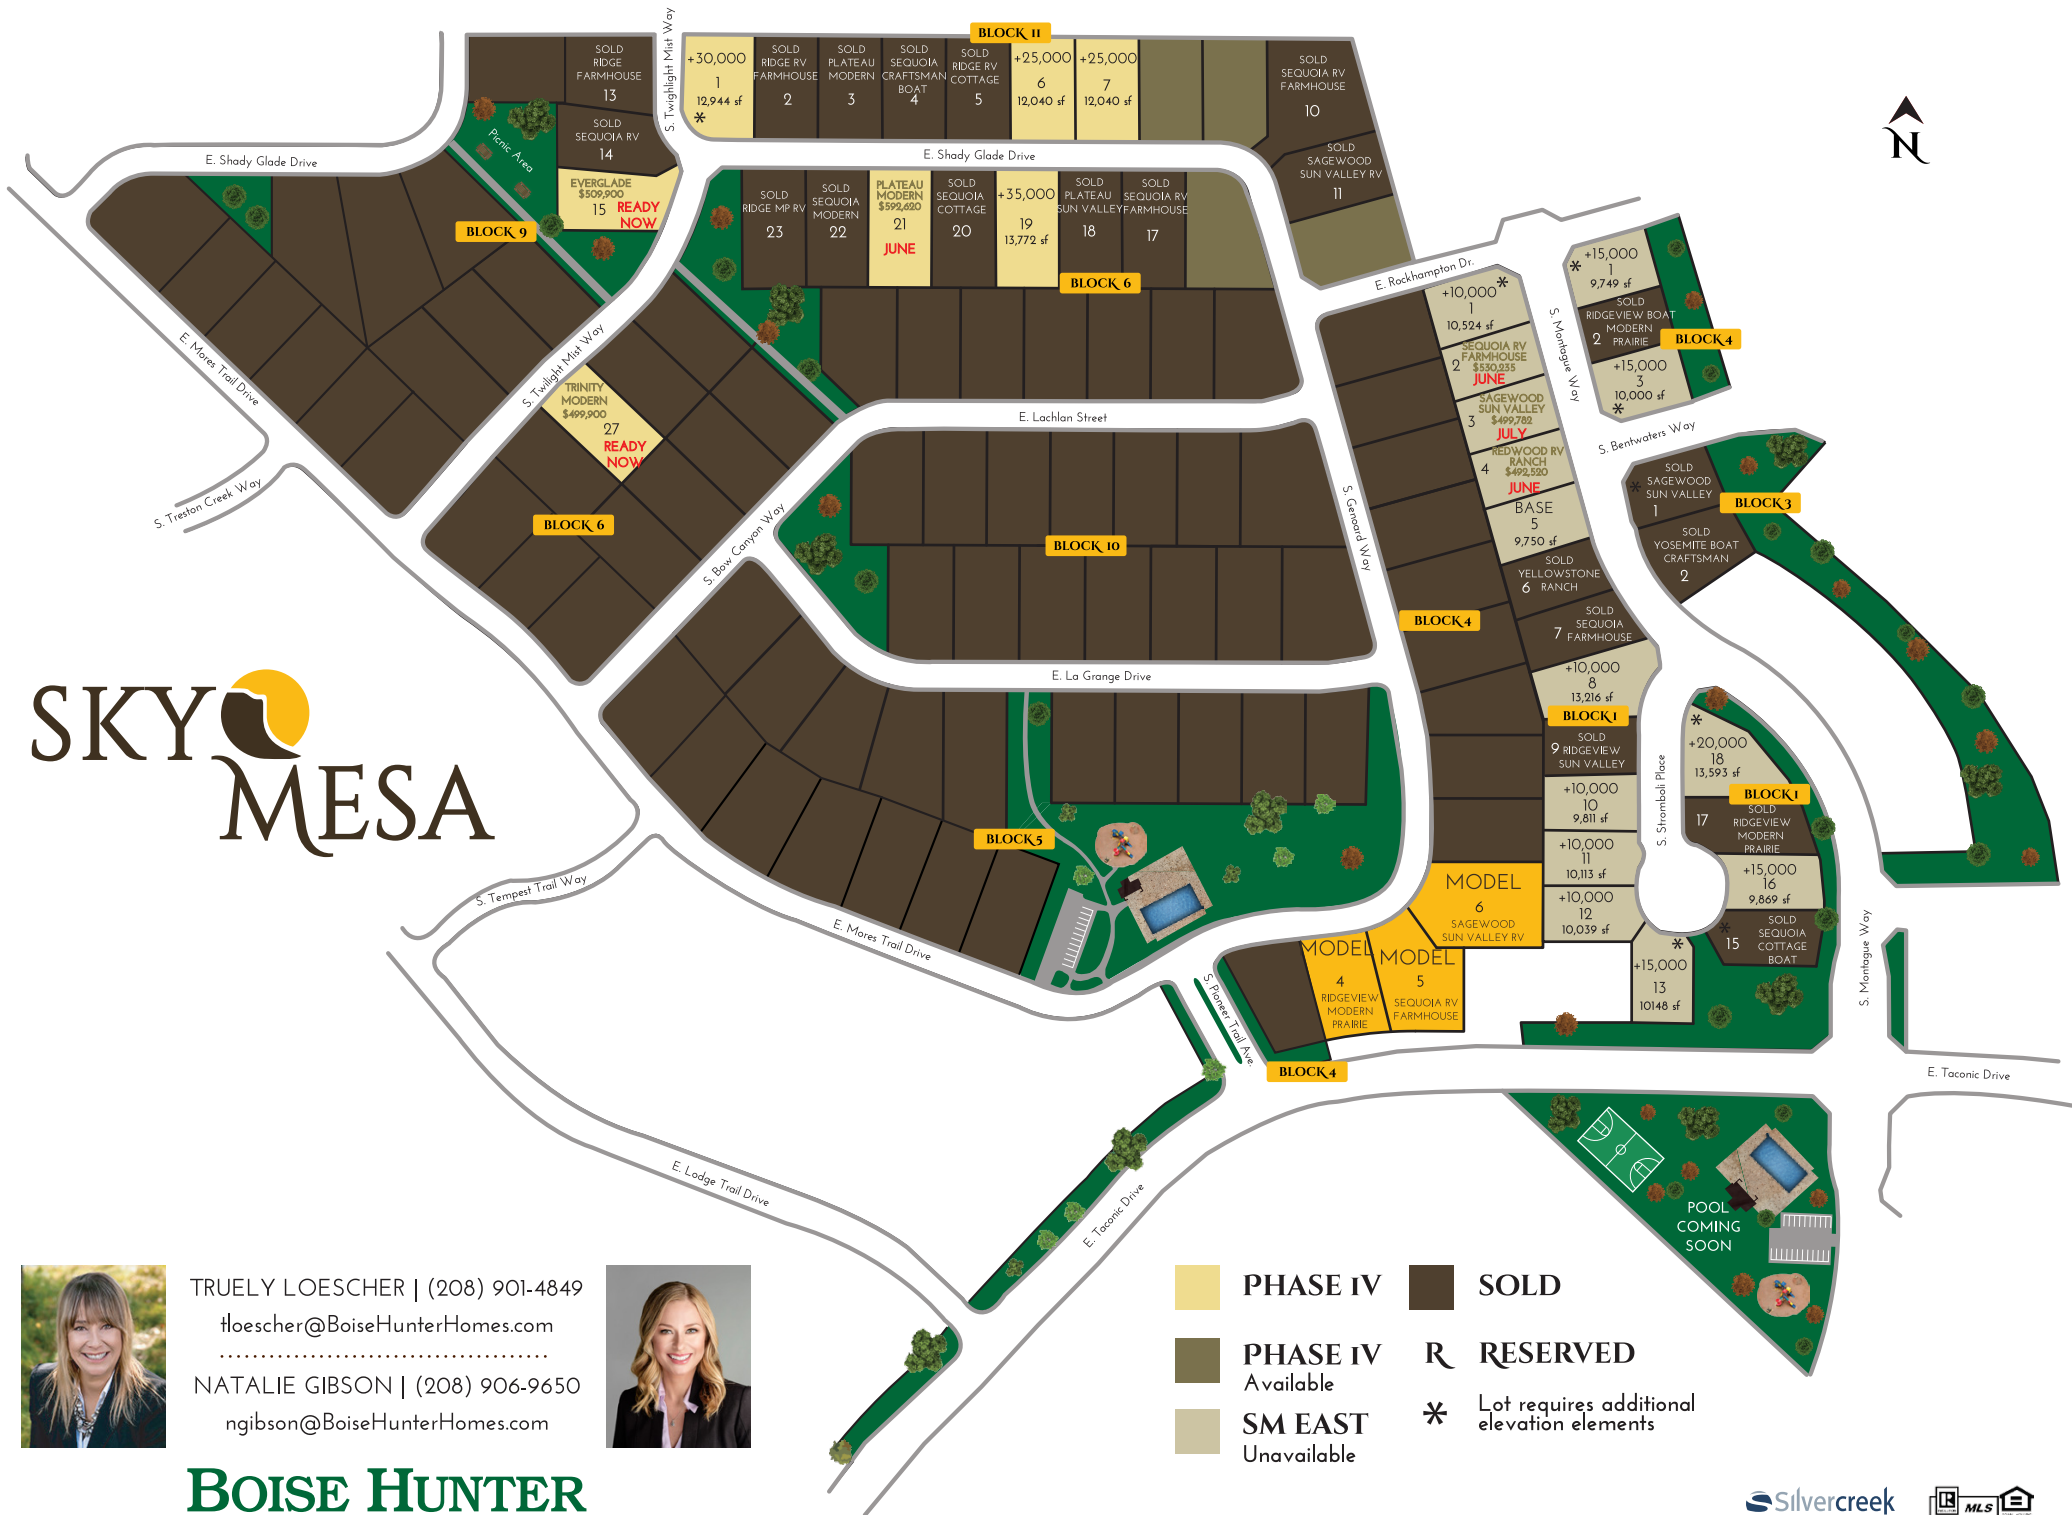 BLOCK 11
SOLD
RIDGE
FARMHOUSE
13
S. Twighlight Mist Way
+30,000
1
12,944 sf
*
SOLD
RIDGE RV
FARMHOUSE
2
SOLD
PLATEAU
MODERN
3
SOLD
SEQUOIA
CRAFTSMAN
BOAT
4
SOLD
RIDGE RV
COTTAGE
5
+25,000
6
12,040 sf
+25,000
7
12,040 sf
SOLD
SEQUOIA RV
FARMHOUSE
10
SOLD
SAGEWOOD
SUN VALLEY RV
11
N
Picnic Area
SOLD
SEQUOIA RV
14
E. Shady Glade Drive
E. Shady Glade Drive
EVERGLADE
$509,900
15 READY
NOW
BLOCK 9
SOLD
RIDGE MP RV
23
SOLD
SEQUOIA
MODERN
22
PLATEAU
MODERN
$592,620
21
JUNE
SOLD
SEQUOIA
COTTAGE
20
+35,000
19
13,772 sf
SOLD
PLATEAU
SUN VALLEY
18
SOLD
SEQUOIA RV
FARMHOUSE
17
BLOCK 6
E. Rockhampton Dr.
+10,000 *
1
10,524 sf
S. Montague Way
+15,000
* 1
9,749 sf
SOLD
RIDGEVIEW BOAT
MODERN
2 PRAIRIE
BLOCK 4
+15,000
3
10,000 sf
*
SEQUOIA RV
FARMHOUSE
2 $530,235
JUNE
SAGEWOOD
SUN VALLEY
3 $499,782
JULY
REDWOOD RV
RANCH
4 $492,520
JUNE
BASE
5
9,750 sf
S. Bentwaters Way
SOLD
SAGEWOOD
* SUN VALLEY
1
BLOCK 3
SOLD
YOSEMITE BOAT
CRAFTSMAN
2
E. Mores Trail Drive
S. Twilight Mist Way
TRINITY
MODERN
$499,900
27
READY
NOW
E. Lachlan Street
S. Treston Creek Way
BLOCK 6
S. Bow Canyon Way
BLOCK 10
S. Genoard Way
SOLD
YELLOWSTONE
6 RANCH
SOLD
SEQUOIA
7 FARMHOUSE
BLOCK 4
+10,000
8
13,216 sf
BLOCK 1
SOLD
9 RIDGEVIEW
SUN VALLEY
E. La Grange Drive
+10,000
10
9,811 sf
+10,000
11
10,113 sf
+10,000
12
10,039 sf
S. Stromboli Place
*
+20,000
18
13,593 sf
BLOCK 1
SOLD
17 RIDGEVIEW
MODERN
PRAIRIE
+15,000
16
9,869 sf
SOLD
* SEQUOIA
15 COTTAGE
BOAT
*
+15,000
13
10148 sf
S. Montague Way
SKY
MESA
BLOCK 5
S. Tempest Trail Way
E. Mores Trail Drive
MODEL
6
SAGEWOOD
SUN VALLEY RV
MODEL
4
RIDGEVIEW
MODERN
PRAIRIE
MODEL
5
SEQUOIA RV
FARMHOUSE
S. Pioneer Trail Ave.
BLOCK 4
E. Taconic Drive
E. Lodge Trail Drive
E. Taconic Drive
POOL
COMING
SOON
TRUELY LOESCHER | (208) 901-4849
tloescher@BoiseHunterHomes.com
NATALIE GIBSON | (208) 906-9650
ngibson@BoiseHunterHomes.com
BOISE HUNTER
PHASE IV
SOLD
PHASE IV
Available
R RESERVED
SM EAST
Unavailable
* Lot requires additional
elevation elements
Silvercreek
R MLS